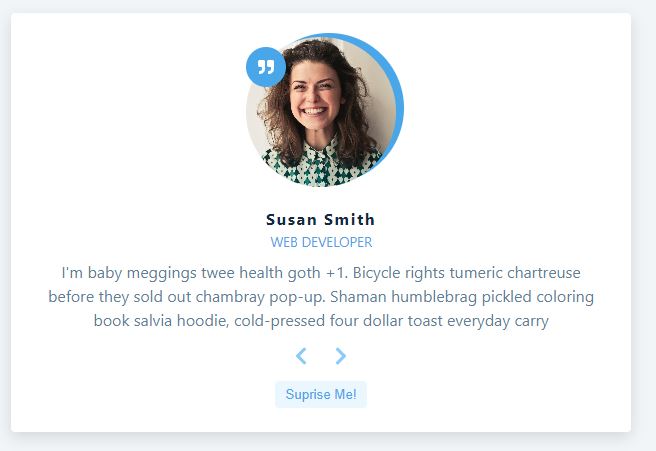 Susan Smith
WEB DEVELOPER
I'm baby meggings twee health goth +1. Bicycle rights tumeric chartreuse
before they sold out chambray pop-up. Shaman humblebrag pickled coloring
book salvia hoodie, cold-pressed four dollar toast everyday carry
Suprise Me!